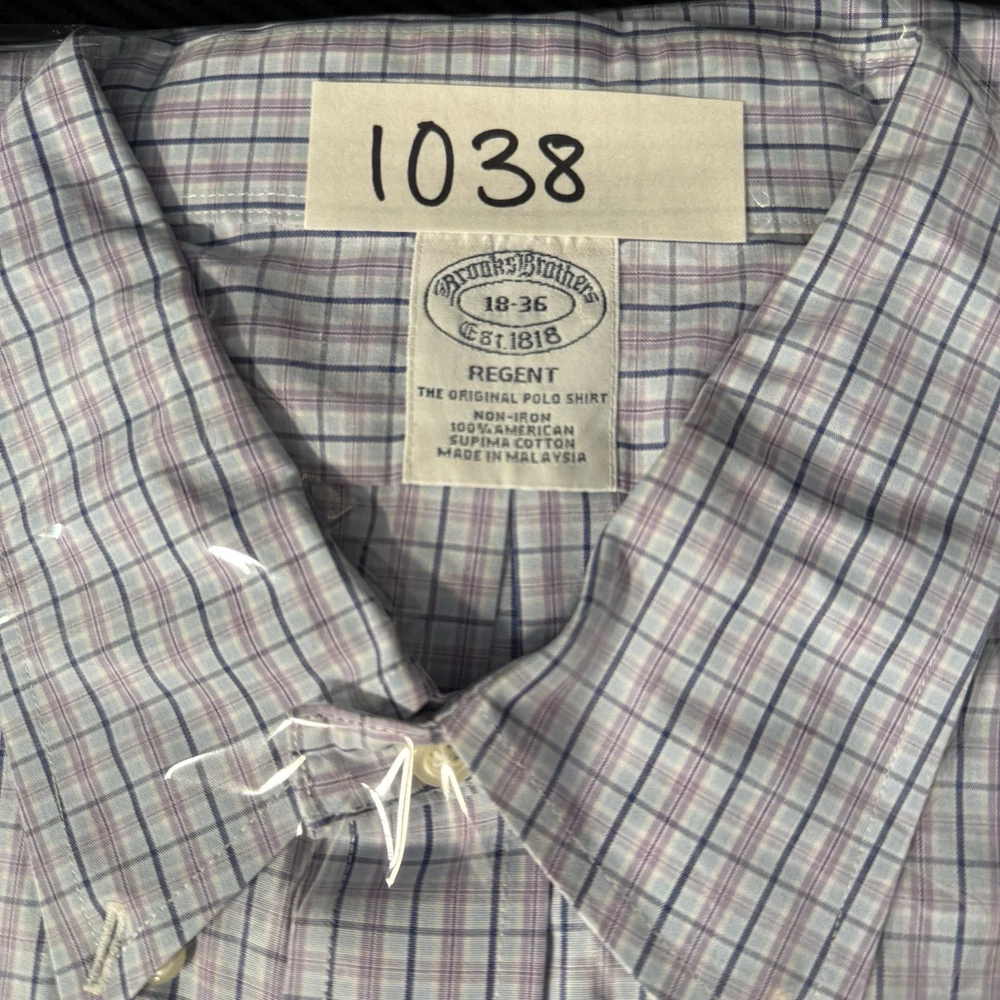 1038
Brooks Brothers
18-36
Est. 1818
REGENT
THE ORIGINAL POLO SHIRT
NON-IRON
100% AMERICAN
SUPIMA COTTON
MADE IN MALAYSIA